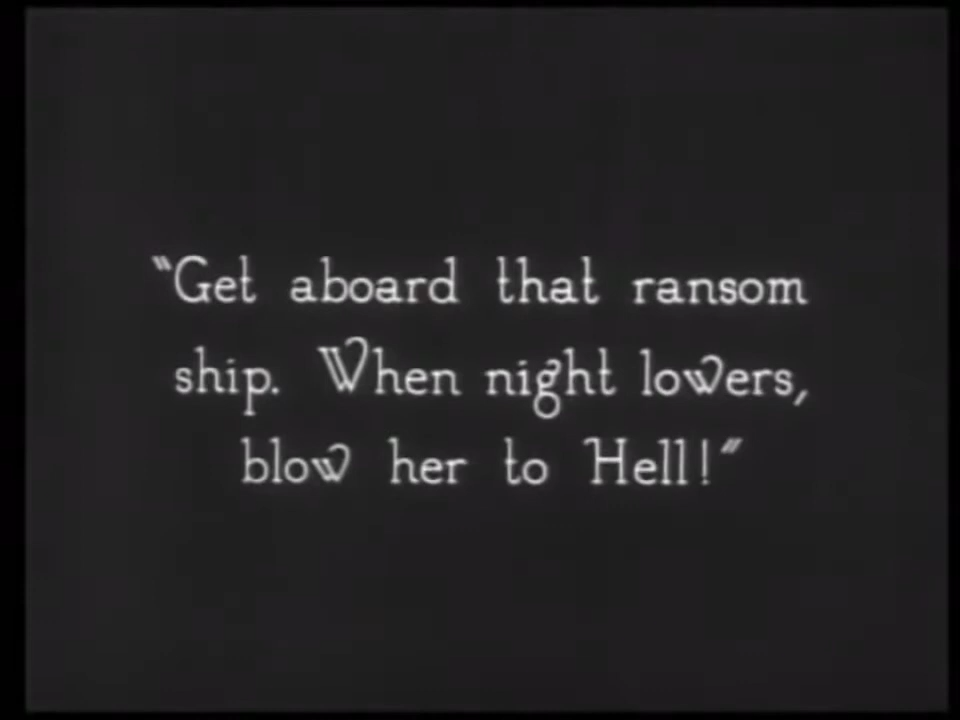 "Get aboard that ransom
ship. When night lowers,
blow her to Hell!"